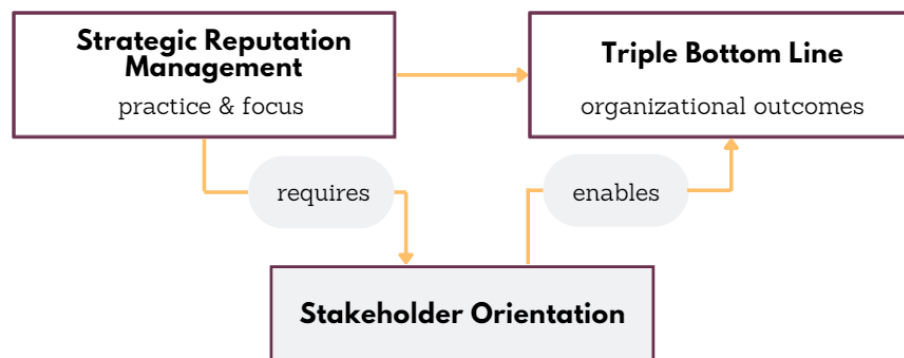 Strategic Reputation
Management
practice & focus
Triple Bottom Line
organizational outcomes
requires
enables
Stakeholder Orientation